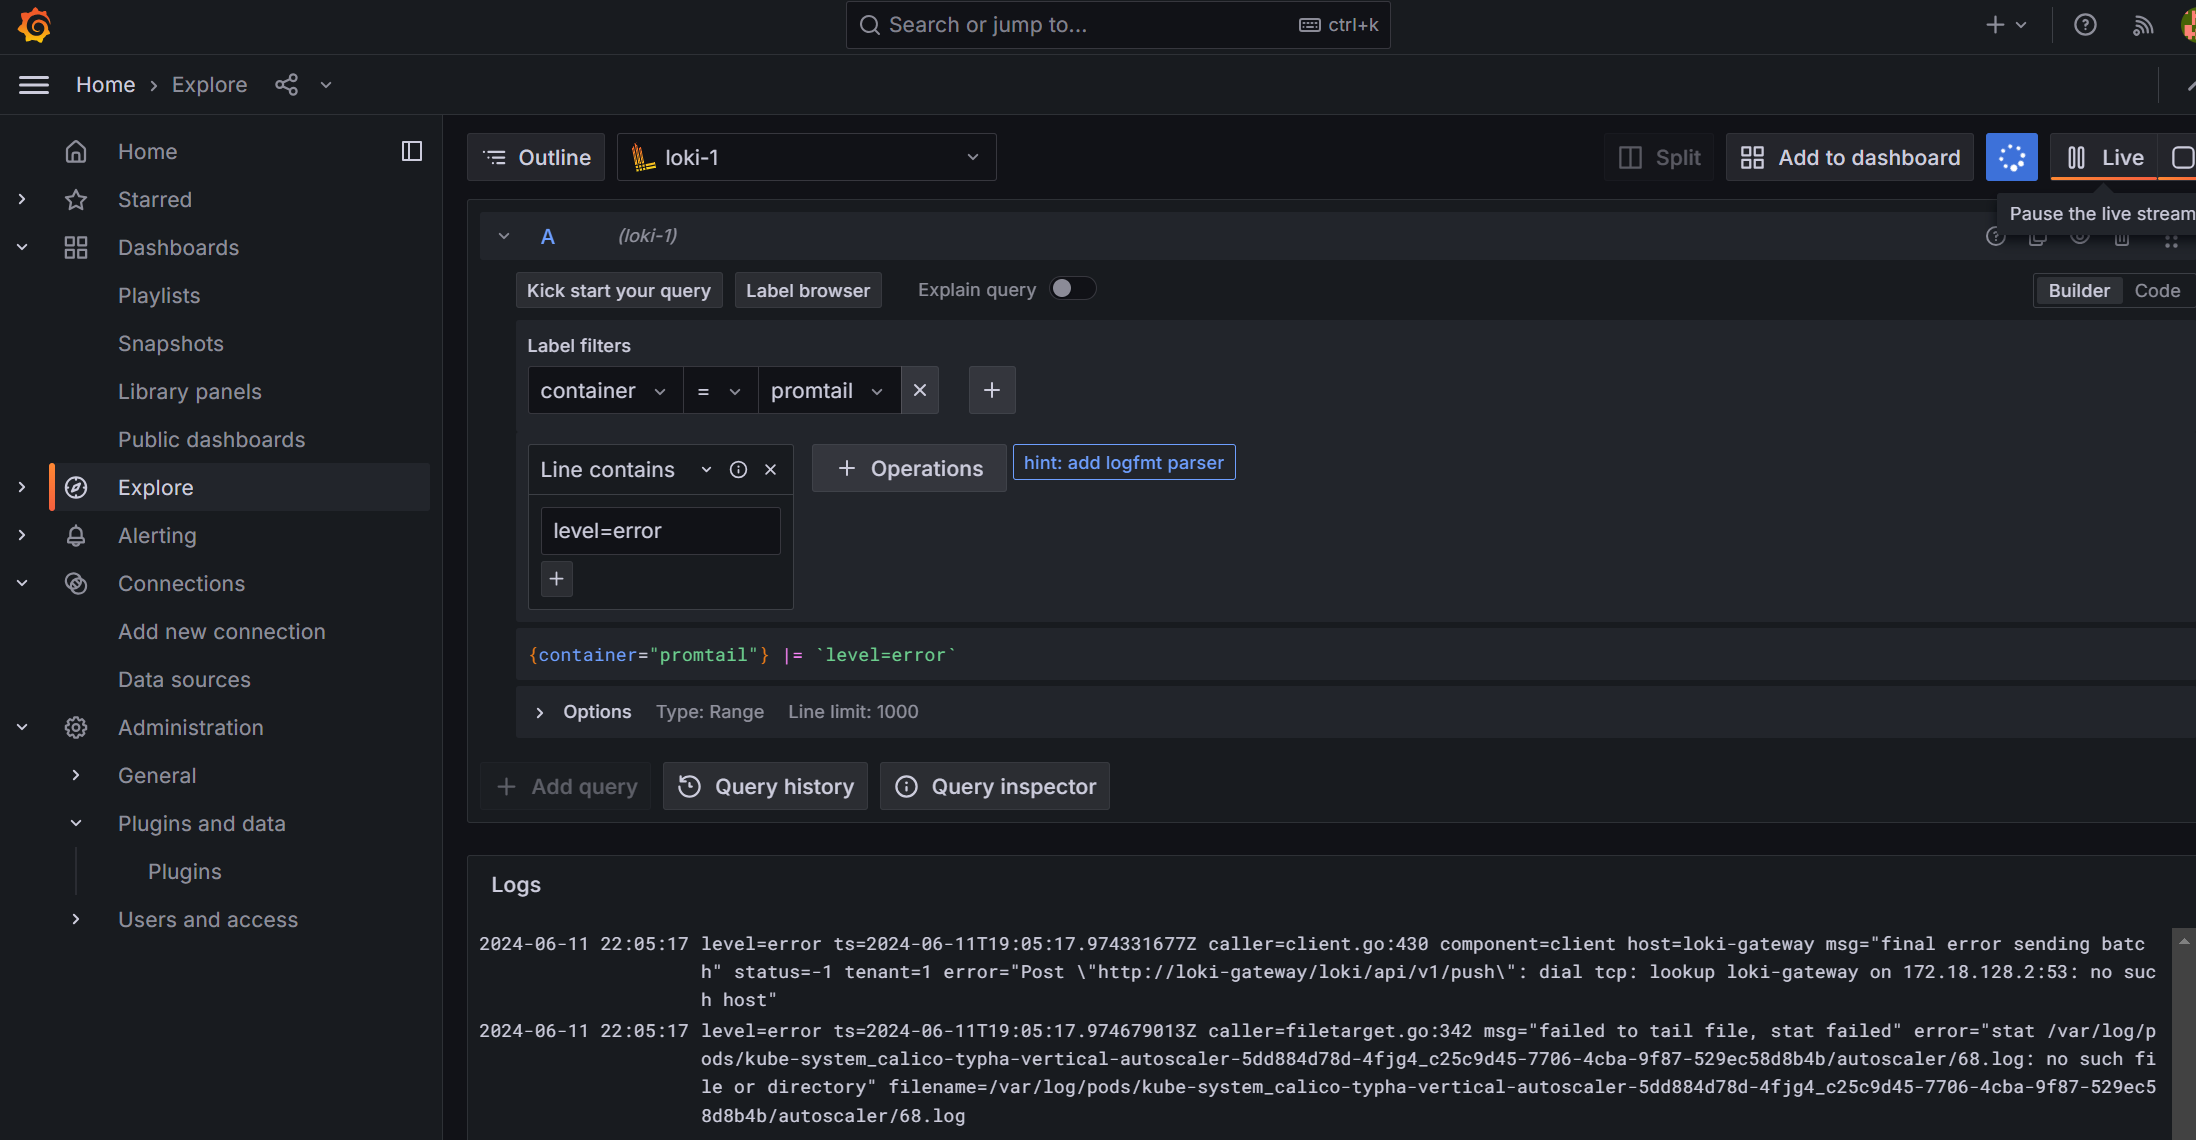 Search or jump to...
ctrl+k
Home
Explore
Home
Starred
Dashboards
Playlists
Snapshots
Library panels
Public dashboards
Explore
Alerting
Connections
Add new connection
Data sources
Administration
General
Plugins and data
Plugins
Users and access
Outline
loki-1
Split
Add to dashboard
Live
Pause the live stream
A
(loki-1)
Kick start your query
Label browser
Explain query
Builder
Code
Label filters
container
=
promtail
Line contains
Operations
hint: add logfmt parser
level=error
{container="promtail"} |= `level=error`
Options
Type: Range
Line limit: 1000
Add query
Query history
Query inspector
Logs
2024-06-11 22:05:17 level=error ts=2024-06-11T19:05:17.974331677Z caller=client.go:430 component=client host=loki-gateway msg="final error sending batc
h" status=-1 tenant=1 error="Post \"http://loki-gateway/loki/api/v1/push\": dial tcp: lookup loki-gateway on 172.18.128.2:53: no suc
h host"
2024-06-11 22:05:17 level=error ts=2024-06-11T19:05:17.974679013Z caller=filetarget.go:342 msg="failed to tail file, stat failed" error="stat /var/log/p
ods/kube-system_calico-typha-vertical-autoscaler-5dd884d78d-4fjg4_c25c9d45-7706-4cba-9f87-529ec58d8b4b/autoscaler/68.log: no such fi
le or directory" filename=/var/log/pods/kube-system_calico-typha-vertical-autoscaler-5dd884d78d-4fjg4_c25c9d45-7706-4cba-9f87-529ec5
8d8b4b/autoscaler/68.log